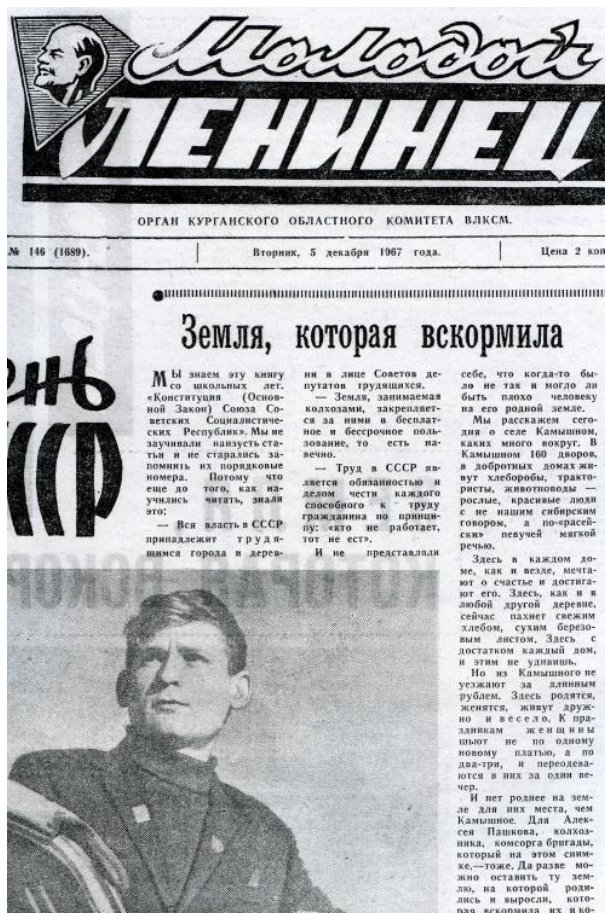 Молодой
ЛЕНИНЕЦ
ОРГАН КУРГАНСКОГО ОБЛАСТНОГО КОМИТЕТА ВЛКСМ.
№ 146 (1689).
Вторник, 5 декабря 1967 года.
Цена 2 коп
ень
ССР
Земля, которая вскормила
МЫ знаем эту книгу
со школьных лет.
«Конституция (Основ-
ной Закон) Союза Со-
ветских Социалистиче-
ских Республик». Мы не
заучивали наизусть ста-
тьи и не старались за-
помнить их порядковые
номера. Потому что
еще до того, как на-
учились читать, знали
это:
— Вся власть в СССР
принадлежит трудя-
щимся города и дерев-
ни в лице Советов де-
путатов трудящихся.
— Земля, занимаемая
колхозами, закрепляет-
ся за ними в бесплат-
ное и бессрочное поль-
зование, то есть на-
вечно.
— Труд в СССР яв-
ляется обязанностью и
делом чести каждого
способного к труду
гражданина по принци-
пу: «кто не работает,
тот не ест».
И не представляли
себе, что когда-то бы-
ло не так и могло ли
быть плохо человеку
на его родной земле.
Мы расскажем сего-
дня о селе Камышном,
каких много вокруг. В
Камышном 160 дворов,
в добротных домах жи-
вут хлеборобы, тракто-
ристы, животноводы —
рослые, красивые люди
с не нашим сибирским
говором, а по-«расей-
ски» певучей мягкой
речью.
Здесь в каждом до-
ме, как и везде, мечта-
ют о счастье и достига-
ют его. Здесь, как и в
любой другой деревне,
сейчас пахнет свежим
хлебом, сухим березо-
вым листом. Здесь с
достатком каждый дом,
и этим не удивишь.
Но из Камышного не
уезжают за длинным
рублем. Здесь родятся,
женятся, живут друж-
но и весело. К пра-
здникам женщины
шьют не по одному
новому платью, а по
два-три, и переодева-
ются в них за один ве-
чер.
И нет роднее на зем-
ле для них места, чем
Камышное. Для Алек-
сея Пашкова, колхоз-
ника, комсорга бригады,
который на этом сним-
ке,—тоже. Да разве мо-
жно оставить ту зем-
лю, на которой роди-
лись и выросли, кото-
рая вскормила их и ко-